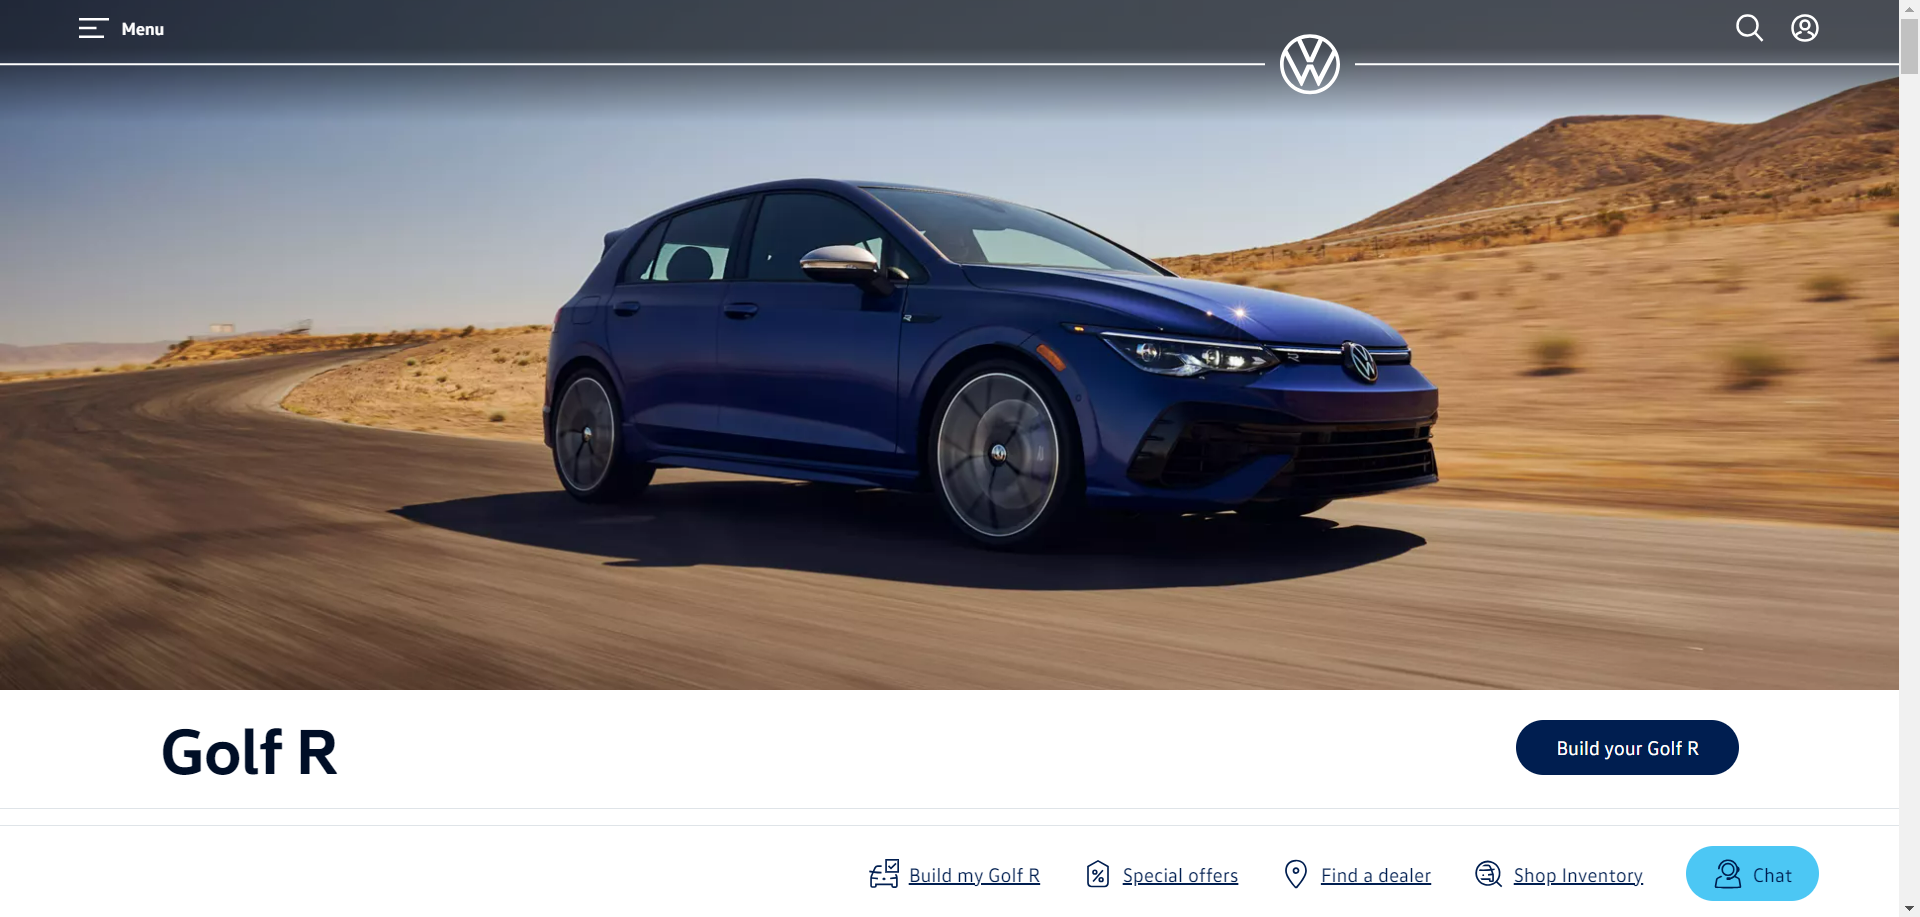 Menu
Golf R
Build your Golf R
Build my Golf R
Special offers
Find a dealer
Shop Inventory
Chat